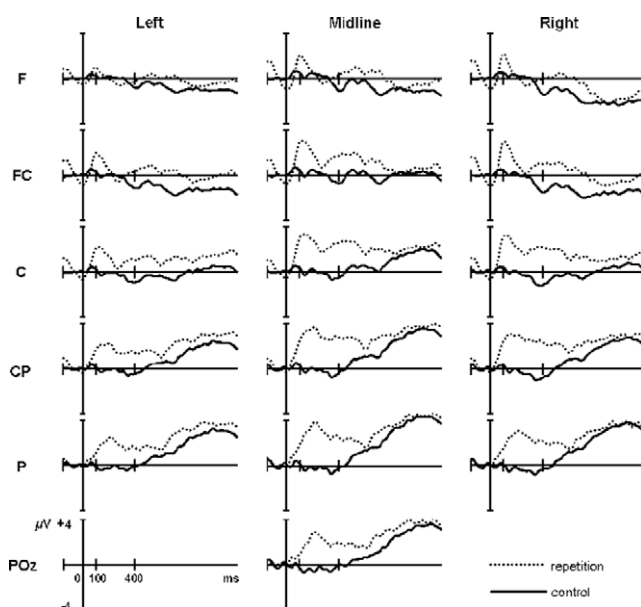 Left Midline Right
F
FC
C
CP
P
µV +4
POz
0 100 400 ms
-4
repetition
control